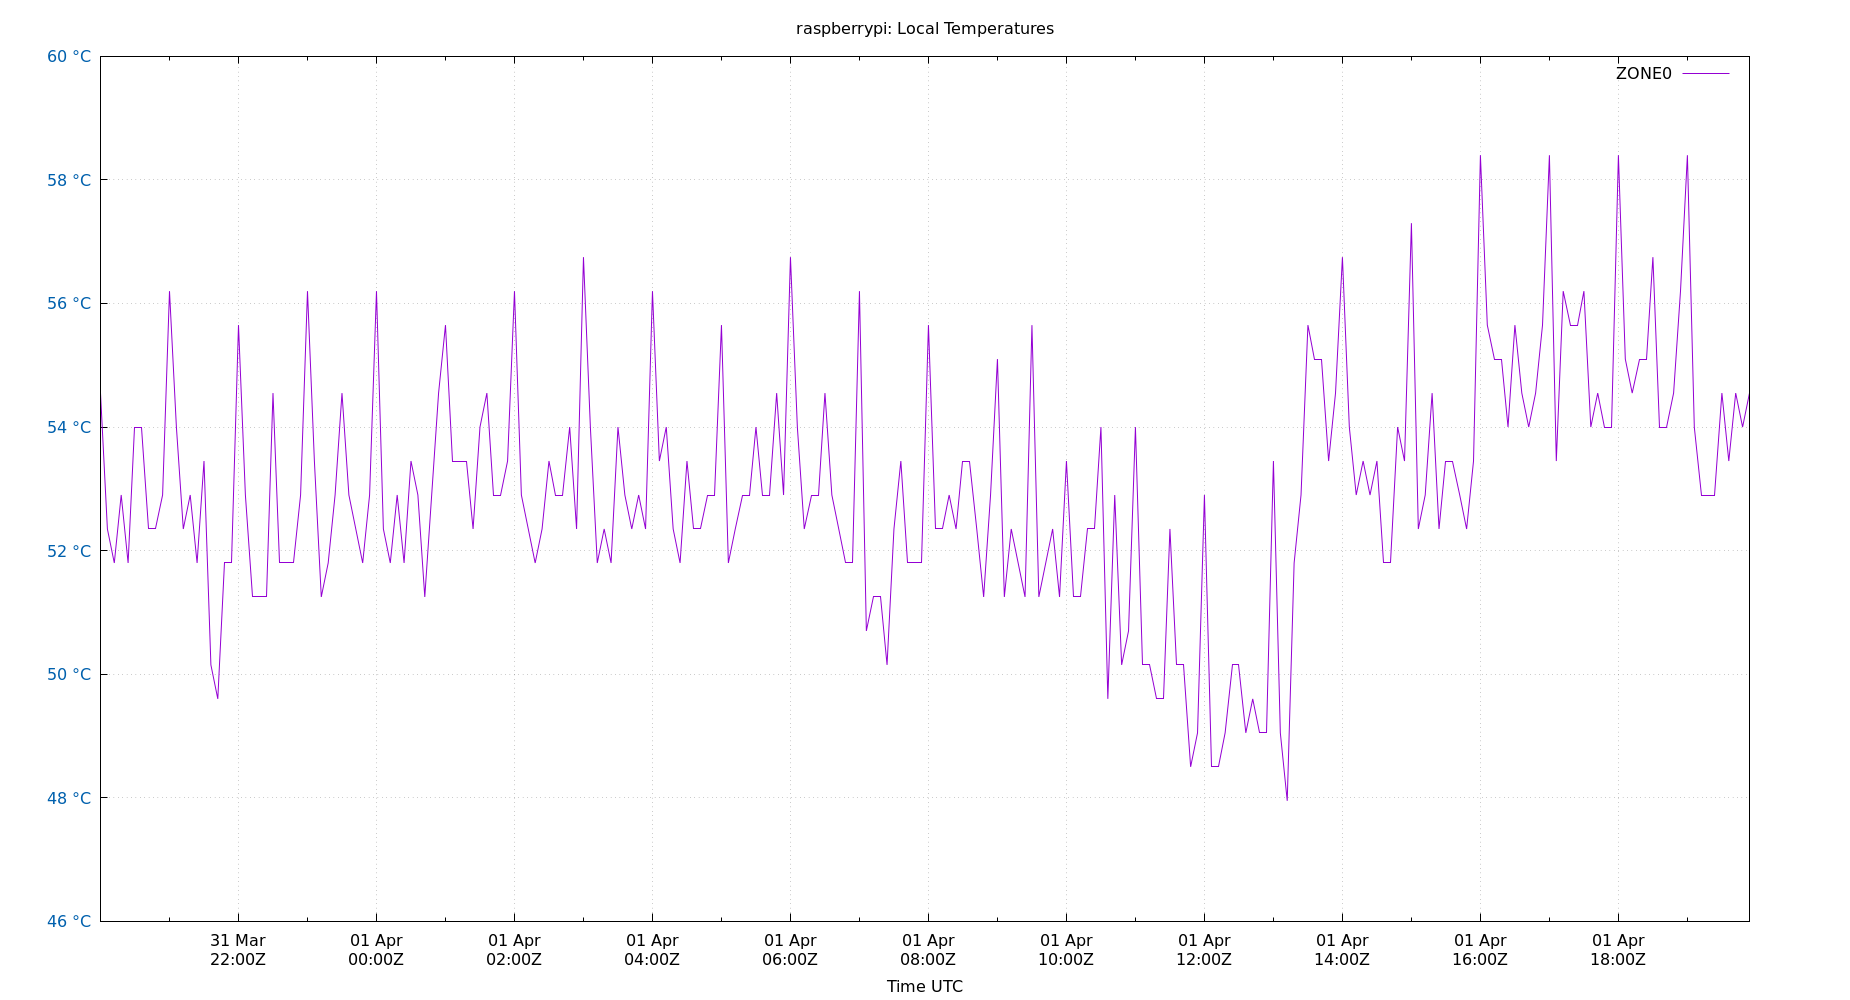 raspberrypi: Local Temperatures
60 °C
ZONE0
58 °C
56 °C
54 °C
52 °C
50 °C
48 °C
46 °C
31 Mar 01 Apr 01 Apr 01 Apr 01 Apr 01 Apr 01 Apr 01 Apr 01 Apr 01 Apr 01 Apr
22:00Z 00:00Z 02:00Z 04:00Z 06:00Z 08:00Z 10:00Z 12:00Z 14:00Z 16:00Z 18:00Z
Time UTC